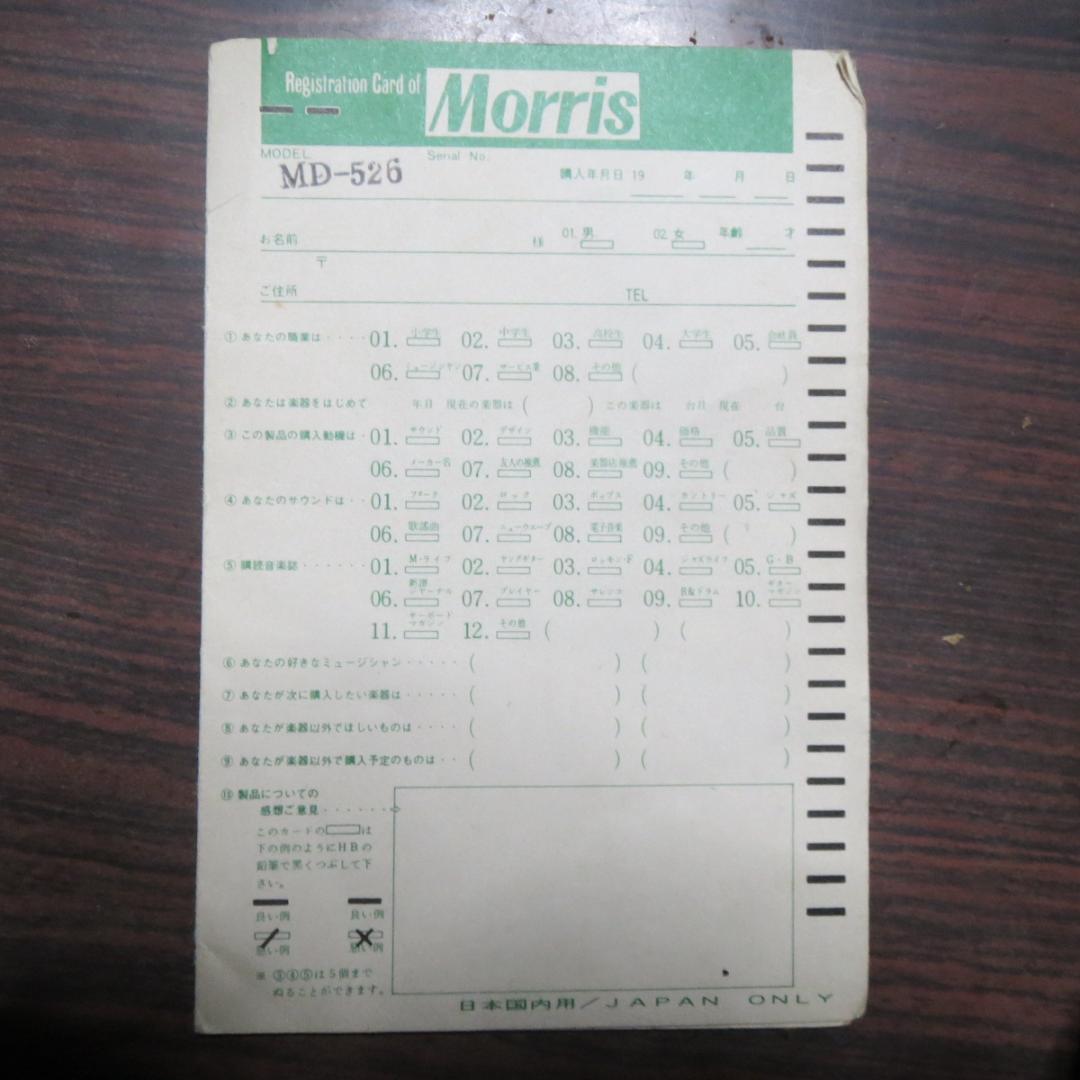 Registration Card of Morris
MODEL Serial No.
MD-526 購入年月日 19 年 月 日
お名前 様 01. 男 02. 女 年齢 才
〒
ご住所 TEL
① あなたの職業は・・・・ 01. 小学生 02. 中学生 03. 高校生 04. 大学生 05. 会社員
06. ミュージシャン 07. サービス業 08. その他 ( )
② あなたは楽器をはじめて 年月 現在の楽器は ( ) この楽器は 台目 現在 台
③ この製品の購入動機は・ 01. サウンド 02. デザイン 03. 機能 04. 価格 05. 品質
06. メーカー名 07. 友人の推薦 08. 楽器店推薦 09. その他 ( )
④ あなたのサウンドは・・ 01. フォーク 02. ロック 03. ポップス 04. カントリー 05. ジャズ
06. 歌謡曲 07. ニューウェーブ 08. 電子音楽 09. その他 ( )
⑤ 購読音楽誌・・・・・・ 01. M・ライフ 02. ヤングギター 03. ロッキン・F 04. ジャズライフ 05. G・B
06. 新譜ジャーナル 07. プレイヤー 08. サレンコ 09. R&ドラム 10. ギターマガジン
11. キーボードマガジン 12. その他 ( ) ( )
⑥ あなたの好きなミュージシャン・・・・・ ( ) ( )
⑦ あなたが次に購入したい楽器は・・・・・ ( ) ( )
⑧ あなたが楽器以外でほしいものは・・・・ ( ) ( )
⑨ あなたが楽器以外で購入予定のものは・・ ( ) ( )
⑩ 製品についての
感想ご意見・・・・・・
このカードの は
下の例のようにHBの
鉛筆で黒くつぶして下
さい。
良い例 良い例
悪い例 悪い例
※ ③④⑤は5個まで
ぬることができます。
日本国内用/JAPAN ONLY